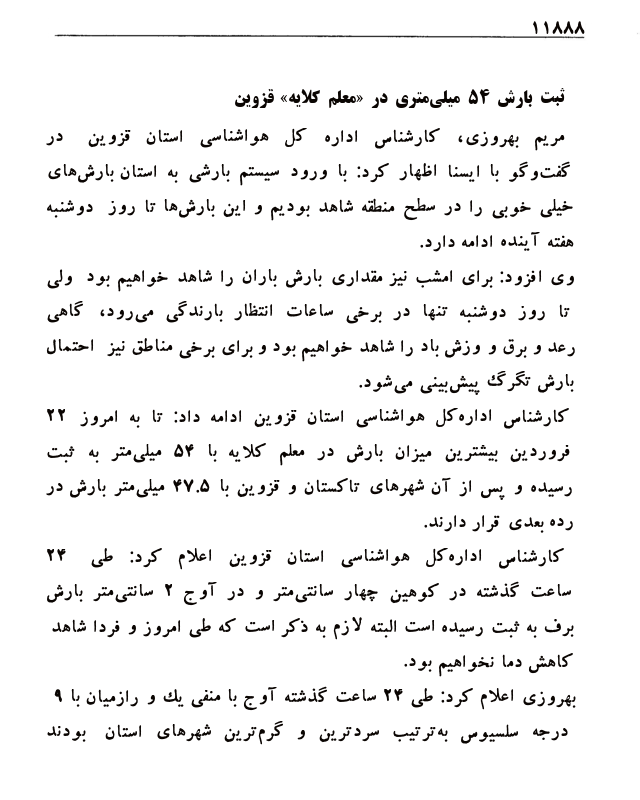 ۱۱۸۸۸
ثبت بارش ۵۴ میلی‌متری در «معلم کلایه» قزوین
مریم بهروزی، کارشناس اداره کل هواشناسی استان قزوین در
گفت‌وگو با ایسنا اظهار کرد: با ورود سیستم بارشی به استان بارش‌های
خیلی خوبی را در سطح منطقه شاهد بودیم و این بارش‌ها تا روز دوشنبه
هفته آینده ادامه دارد.
وی افزود: برای امشب نیز مقداری بارش باران را شاهد خواهیم بود ولی
تا روز دوشنبه تنها در برخی ساعات انتظار بارندگی می‌رود، گاهی
رعد و برق و وزش باد را شاهد خواهیم بود و برای برخی مناطق نیز احتمال
بارش تگرگ پیش‌بینی می‌شود.
کارشناس اداره‌کل هواشناسی استان قزوین ادامه داد: تا به امروز ۲۲
فروردین بیشترین میزان بارش در معلم کلایه با ۵۴ میلی‌متر به ثبت
رسیده و پس از آن شهرهای تاکستان و قزوین با ۴۷.۵ میلی‌متر بارش در
رده بعدی قرار دارند.
کارشناس اداره‌کل هواشناسی استان قزوین اعلام کرد: طی ۲۴
ساعت گذشته در کوهین چهار سانتی‌متر و در آوج ۲ سانتی‌متر بارش
برف به ثبت رسیده است البته لازم به ذکر است که طی امروز و فردا شاهد
کاهش دما نخواهیم بود.
بهروزی اعلام کرد: طی ۲۴ ساعت گذشته آوج با منفی یك و رازمیان با ۹
درجه سلسیوس به‌ترتیب سردترین و گرم‌ترین شهرهای استان بودند